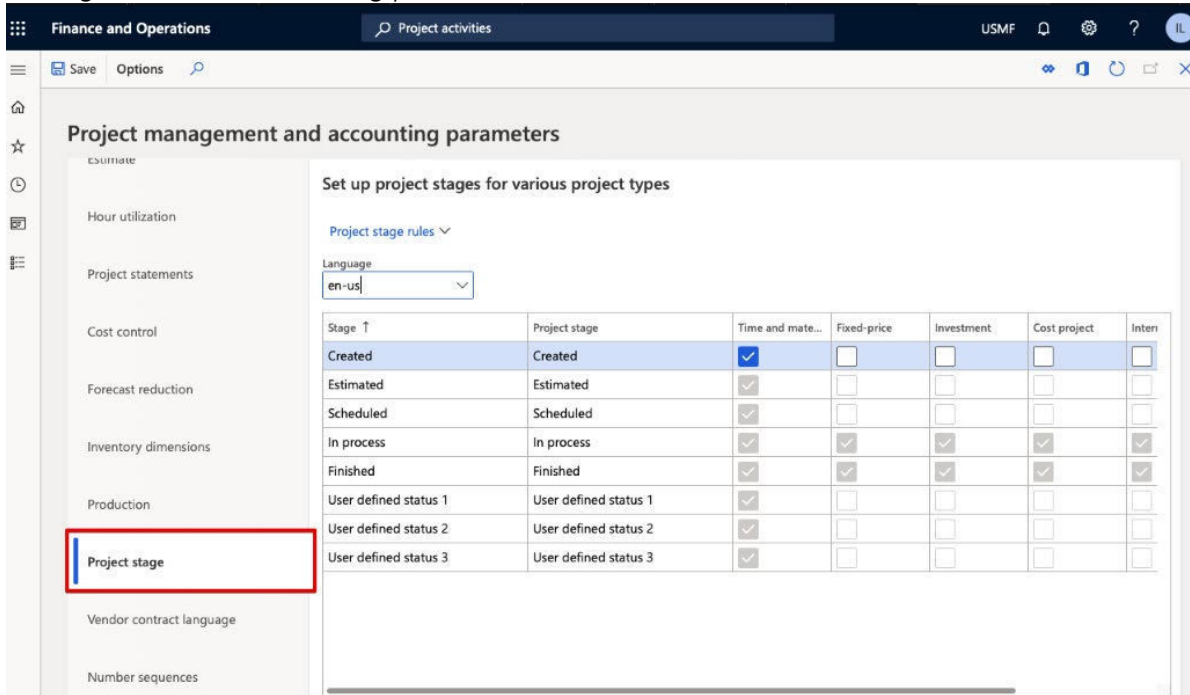 Finance and Operations Project activities USMF ? IL
Save Options
Project management and accounting parameters
Estimate
Hour utilization
Project statements
Cost control
Forecast reduction
Inventory dimensions
Production
Project stage
Vendor contract language
Number sequences
Set up project stages for various project types
Project stage rules
Language
en-us
Stage ↑ Project stage Time and mate... Fixed-price Investment Cost project Intern
Created Created
Estimated Estimated
Scheduled Scheduled
In process In process
Finished Finished
User defined status 1 User defined status 1
User defined status 2 User defined status 2
User defined status 3 User defined status 3